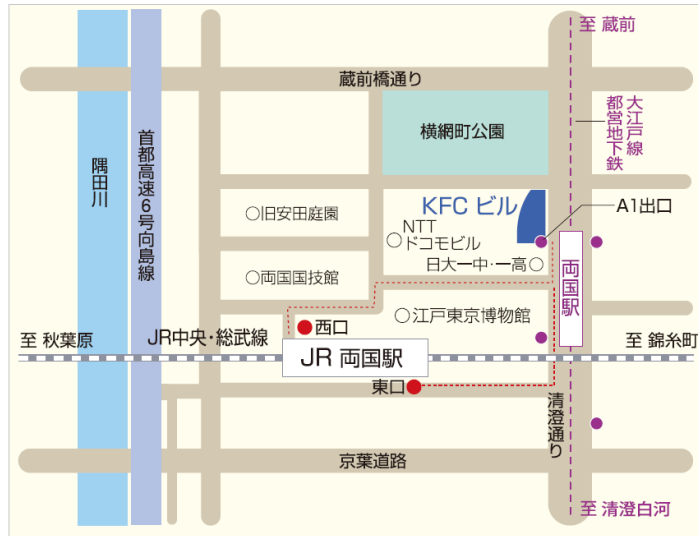 至 蔵前
蔵前橋通り
大江戸線
都営地下鉄
横網町公園
首都高速6号向島線
隅田川
KFC ビル
A1出口
○旧安田庭園
NTT
○ドコモビル
日大一中・一高○
○両国国技館
両国駅
○江戸東京博物館
西口
至 秋葉原
JR中央・総武線
JR 両国駅
至 錦糸町
東口
清澄通り
京葉道路
至 清澄白河